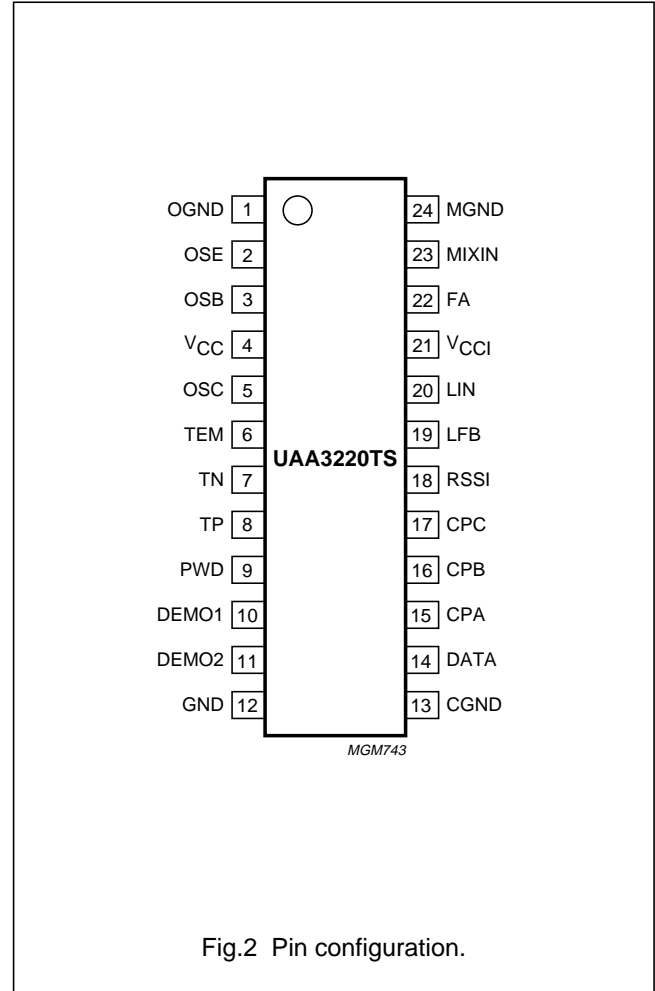 OGND 1
OSE 2
OSB 3
VCC 4
OSC 5
TEM 6
TN 7
TP 8
PWD 9
DEMO1 10
DEMO2 11
GND 12
UAA3220TS
24 MGND
23 MIXIN
22 FA
21 VCCI
20 LIN
19 LFB
18 RSSI
17 CPC
16 CPB
15 CPA
14 DATA
13 CGND
MGM743
Fig.2 Pin configuration.